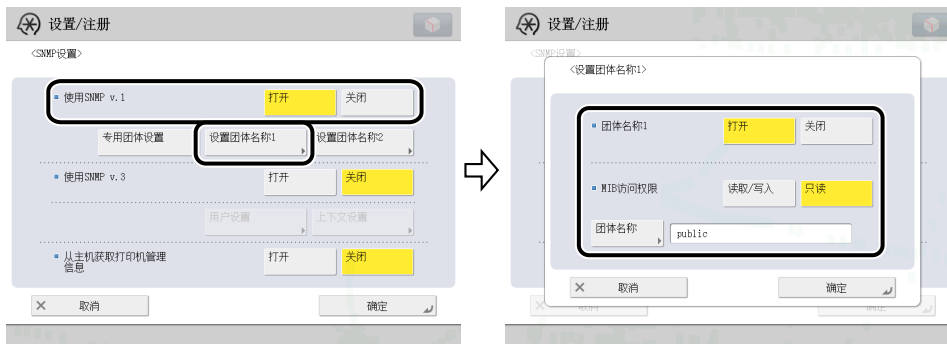 设置/注册
<SNMP设置>
使用SNMP v.1
打开
关闭
专用团体设置
设置团体名称1
设置团体名称2
使用SNMP v.3
打开
关闭
用户设置
上下文设置
从主机获取打印机管理
信息
打开
关闭
取消
确定
设置/注册
<SNMP设置>
<设置团体名称1>
团体名称1
打开
关闭
MIB访问权限
读取/写入
只读
团体名称
public
取消
确定
取消
确定